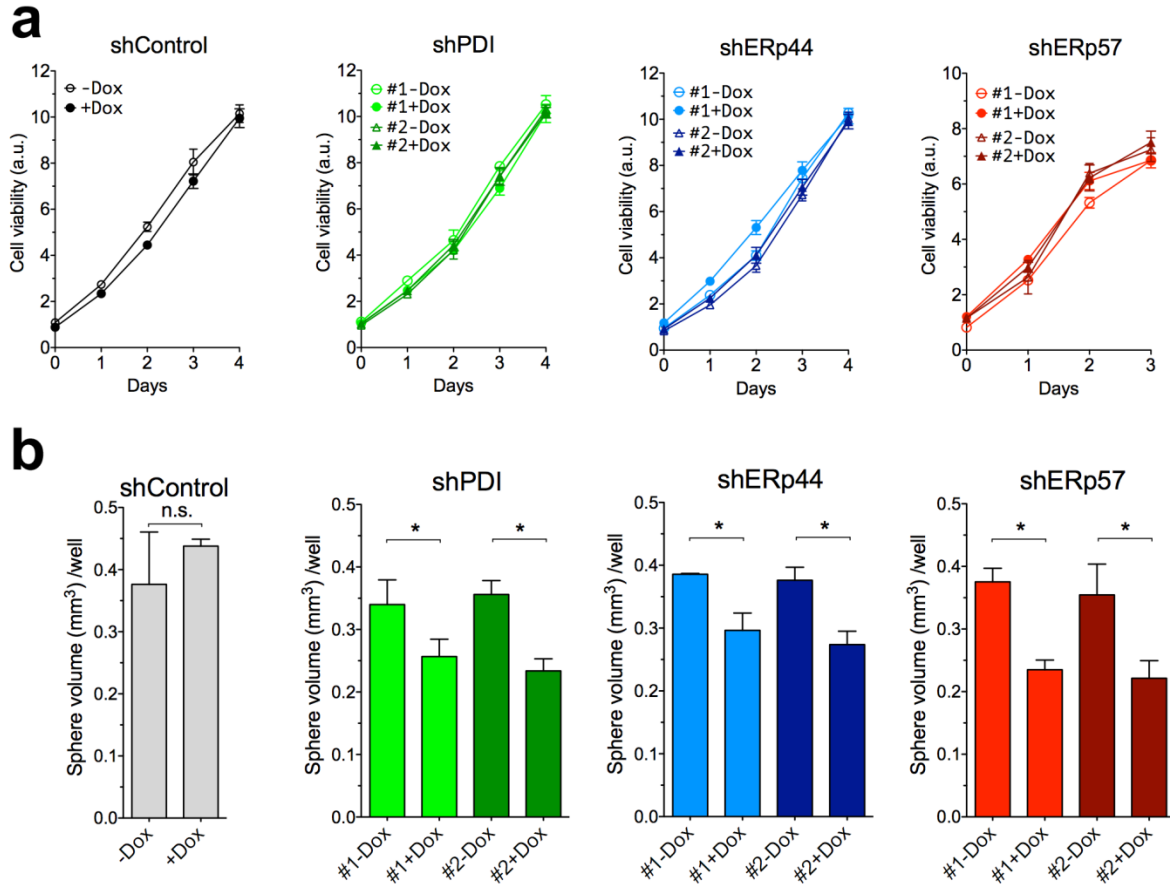 a
shControl
12
10
8
6
4
2
0
Cell viability (a.u.)
-Dox
+Dox
0 1 2 3 4
Days
shPDI
12
10
8
6
4
2
0
Cell viability (a.u.)
#1-Dox
#1+Dox
#2-Dox
#2+Dox
0 1 2 3 4
Days
shERp44
12
10
8
6
4
2
0
Cell viability (a.u.)
#1-Dox
#1+Dox
#2-Dox
#2+Dox
0 1 2 3 4
Days
shERp57
10
8
6
4
2
0
Cell viability (a.u.)
#1-Dox
#1+Dox
#2-Dox
#2+Dox
0 1 2 3
Days
b
shControl
n.s.
0.5
0.4
0.3
0.2
0.1
0.0
Sphere volume (mm³) /well
-Dox +Dox
shPDI
* *
0.5
0.4
0.3
0.2
0.1
0.0
Sphere volume (mm³) /well
#1-Dox #1+Dox #2-Dox #2+Dox
shERp44
* *
0.5
0.4
0.3
0.2
0.1
0.0
Sphere volume (mm³) /well
#1-Dox #1+Dox #2-Dox #2+Dox
shERp57
* *
0.5
0.4
0.3
0.2
0.1
0.0
Sphere volume (mm³) /well
#1-Dox #1+Dox #2-Dox #2+Dox